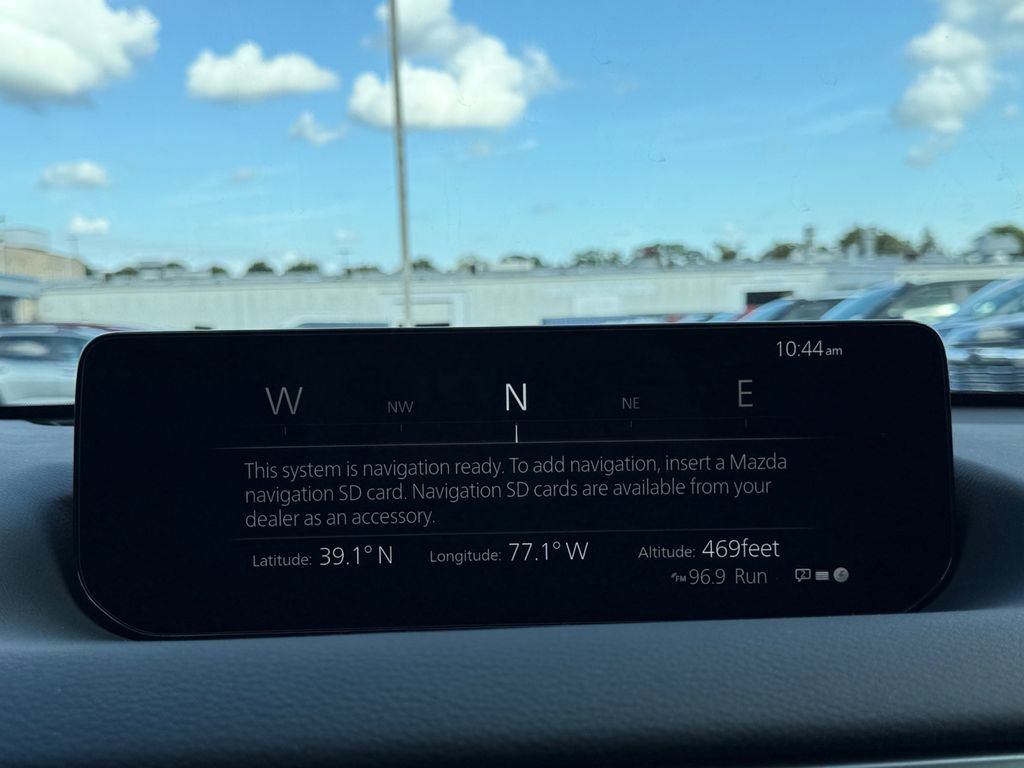 10:44am
W NW N NE E
This system is navigation ready. To add navigation, insert a Mazda
navigation SD card. Navigation SD cards are available from your
dealer as an accessory.
Latitude: 39.1° N Longitude: 77.1° W Altitude: 469feet
FM 96.9 Run